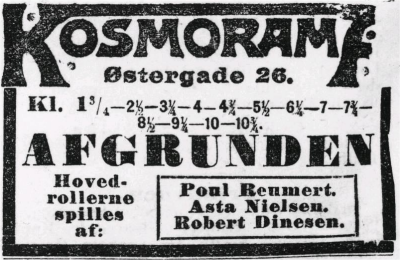 KOSMORAMA
Østergade 26.
Kl. 1¾—2½—3¼—4—4¾—5½—6¼—7—7¾—
8½—9¼—10—10¾.
AFGRUNDEN
Hoved-
rollerne
spilles
af:
Poul Reumert.
Asta Nielsen.
Robert Dinesen.